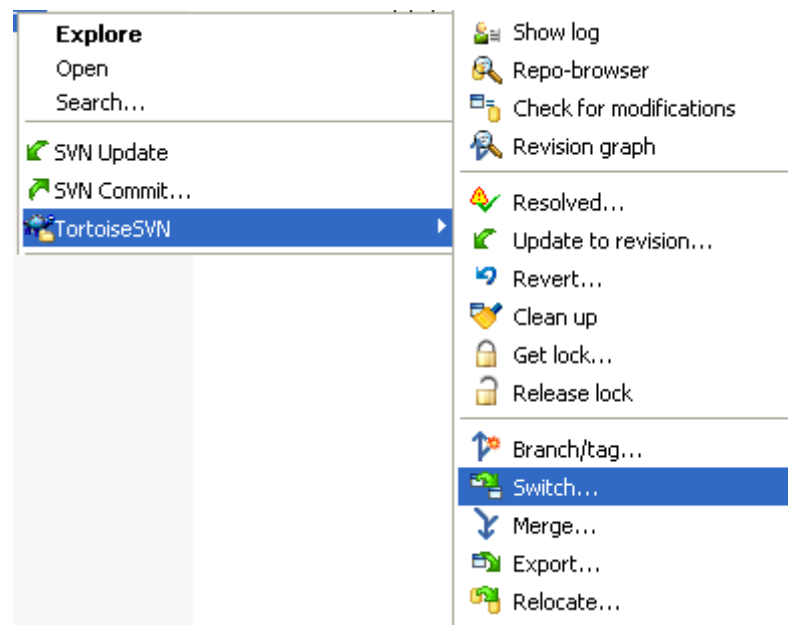 Explore
Open
Search...
SVN Update
SVN Commit...
TortoiseSVN
Show log
Repo-browser
Check for modifications
Revision graph
Resolved...
Update to revision...
Revert...
Clean up
Get lock...
Release lock
Branch/tag...
Switch...
Merge...
Export...
Relocate...